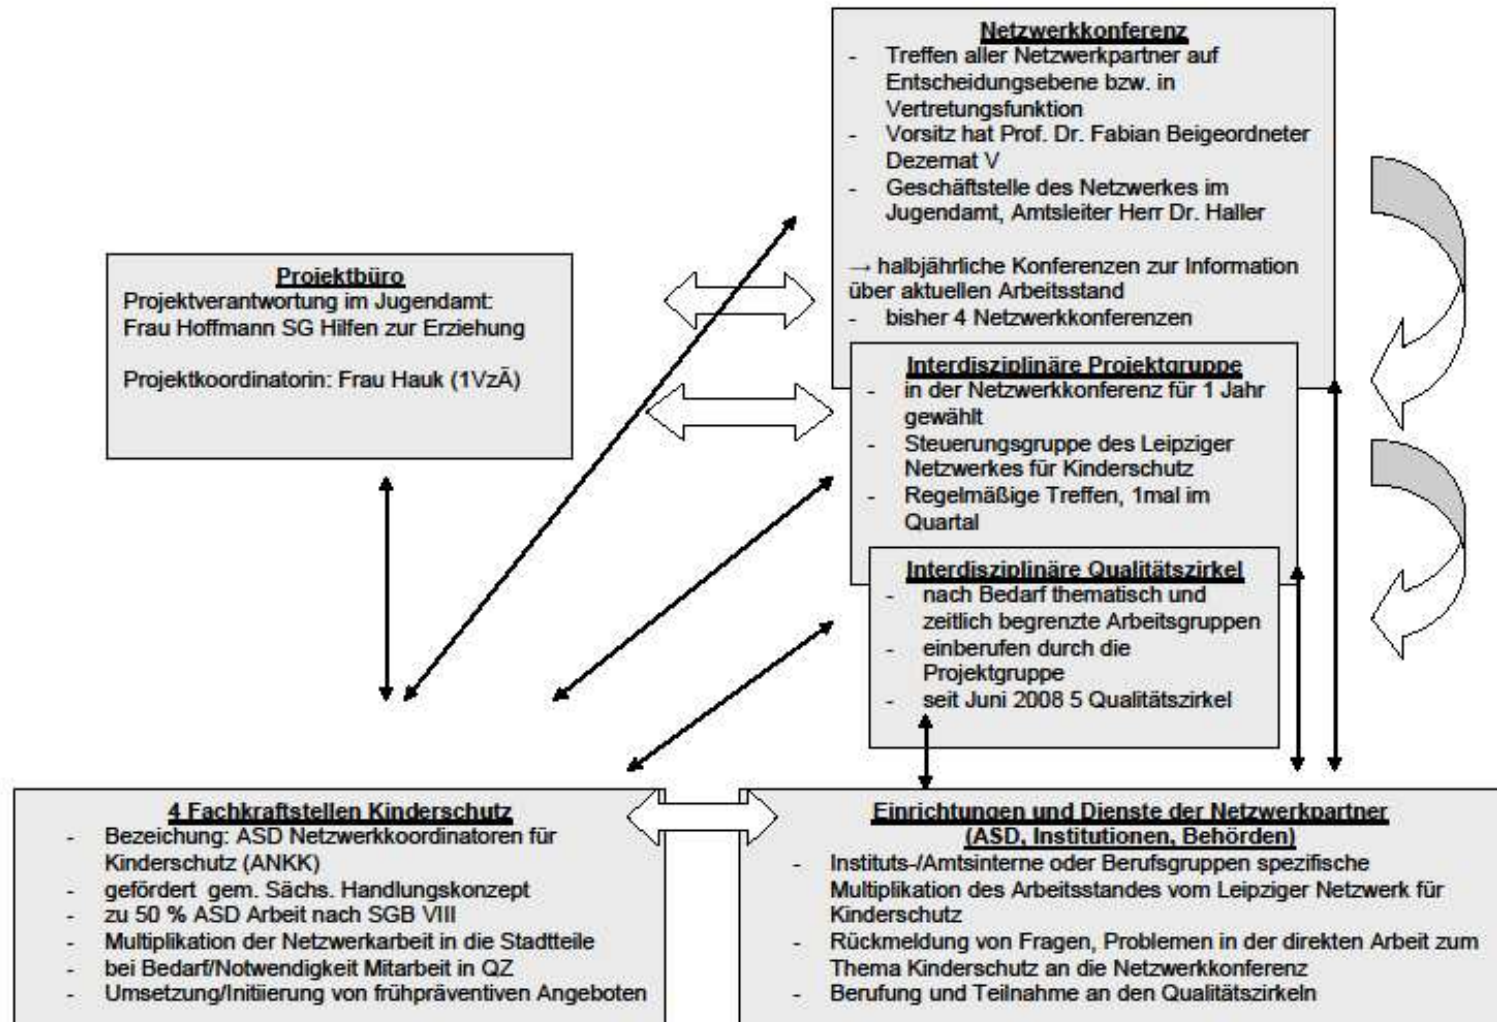 Netzwerkkonferenz
- Treffen aller Netzwerkpartner auf
Entscheidungsebene bzw. in
Vertretungsfunktion
- Vorsitz hat Prof. Dr. Fabian Beigeordneter
Dezernat V
- Geschäftstelle des Netzwerkes im
Jugendamt, Amtsleiter Herr Dr. Haller
→ halbjährliche Konferenzen zur Information
über aktuellen Arbeitsstand
- bisher 4 Netzwerkkonferenzen
Projektbüro
Projektverantwortung im Jugendamt:
Frau Hoffmann SG Hilfen zur Erziehung
Projektkoordinatorin: Frau Hauk (1VzÄ)
Interdisziplinäre Projektgruppe
- in der Netzwerkkonferenz für 1 Jahr
gewählt
- Steuerungsgruppe des Leipziger
Netzwerkes für Kinderschutz
- Regelmäßige Treffen, 1mal im
Quartal
Interdisziplinäre Qualitätszirkel
- nach Bedarf thematisch und
zeitlich begrenzte Arbeitsgruppen
- einberufen durch die
Projektgruppe
- seit Juni 2008 5 Qualitätszirkel
4 Fachkraftstellen Kinderschutz
- Bezeichung: ASD Netzwerkkoordinatoren für
Kinderschutz (ANKK)
- gefördert gem. Sächs. Handlungskonzept
- zu 50 % ASD Arbeit nach SGB VIII
- Multiplikation der Netzwerkarbeit in die Stadtteile
- bei Bedarf/Notwendigkeit Mitarbeit in QZ
- Umsetzung/Initiierung von frühpräventiven Angeboten
Einrichtungen und Dienste der Netzwerkpartner
(ASD, Institutionen, Behörden)
- Instituts-/Amtsinterne oder Berufsgruppen spezifische
Multiplikation des Arbeitsstandes vom Leipziger Netzwerk für
Kinderschutz
- Rückmeldung von Fragen, Problemen in der direkten Arbeit zum
Thema Kinderschutz an die Netzwerkkonferenz
- Berufung und Teilnahme an den Qualitätszirkeln